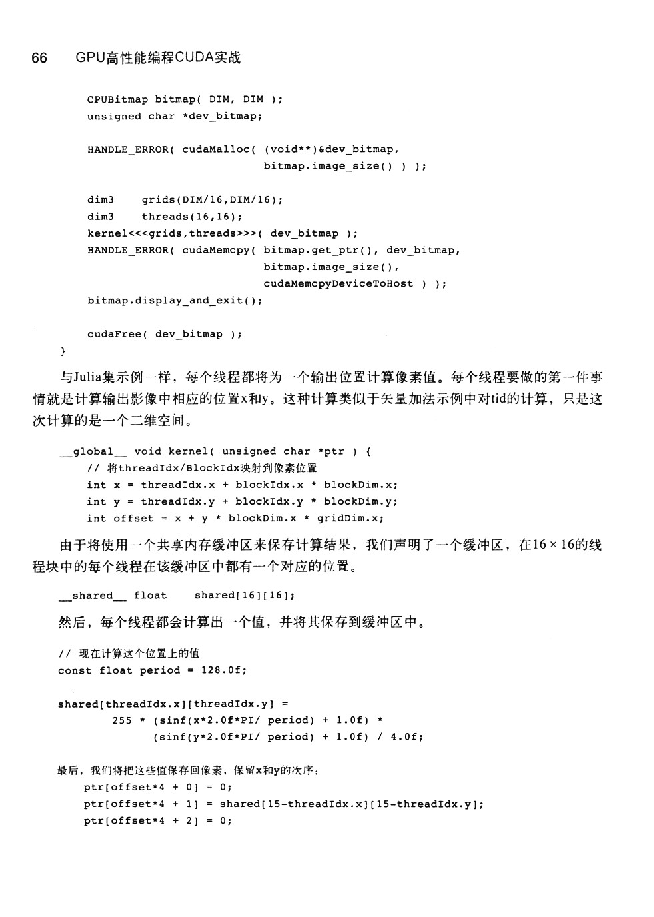 66 GPU高性能编程CUDA实战
CPUBitmap bitmap( DIM, DIM );
unsigned char *dev_bitmap;
HANDLE_ERROR( cudaMalloc( (void**)&dev_bitmap,
bitmap.image_size() ) );
dim3 grids(DIM/16,DIM/16);
dim3 threads(16,16);
kernel<<<grids,threads>>>( dev_bitmap );
HANDLE_ERROR( cudaMemcpy( bitmap.get_ptr(), dev_bitmap,
bitmap.image_size(),
cudaMemcpyDeviceToHost ) );
bitmap.display_and_exit();
cudaFree( dev_bitmap );
}
与Julia集示例一样，每个线程都将为一个输出位置计算像素值。每个线程要做的第一件事
情就是计算输出影像中相应的位置x和y。这种计算类似于矢量加法示例中对tid的计算，只是这
次计算的是一个二维空间。
__global__ void kernel( unsigned char *ptr ) {
// 将threadIdx/BlockIdx映射到像素位置
int x = threadIdx.x + blockIdx.x * blockDim.x;
int y = threadIdx.y + blockIdx.y * blockDim.y;
int offset = x + y * blockDim.x * gridDim.x;
由于将使用一个共享内存缓冲区来保存计算结果，我们声明了一个缓冲区，在16×16的线
程块中的每个线程在该缓冲区中都有一个对应的位置。
__shared__ float shared[16][16];
然后，每个线程都会计算出一个值，并将其保存到缓冲区中。
// 现在计算这个位置上的值
const float period = 128.0f;
shared[threadIdx.x][threadIdx.y] =
255 * (sinf(x*2.0f*PI/ period) + 1.0f) *
(sinf(y*2.0f*PI/ period) + 1.0f) / 4.0f;
最后，我们将把这些值保存回像素，保留x和y的次序：
ptr[offset*4 + 0] = 0;
ptr[offset*4 + 1] = shared[15-threadIdx.x][15-threadIdx.y];
ptr[offset*4 + 2] = 0;